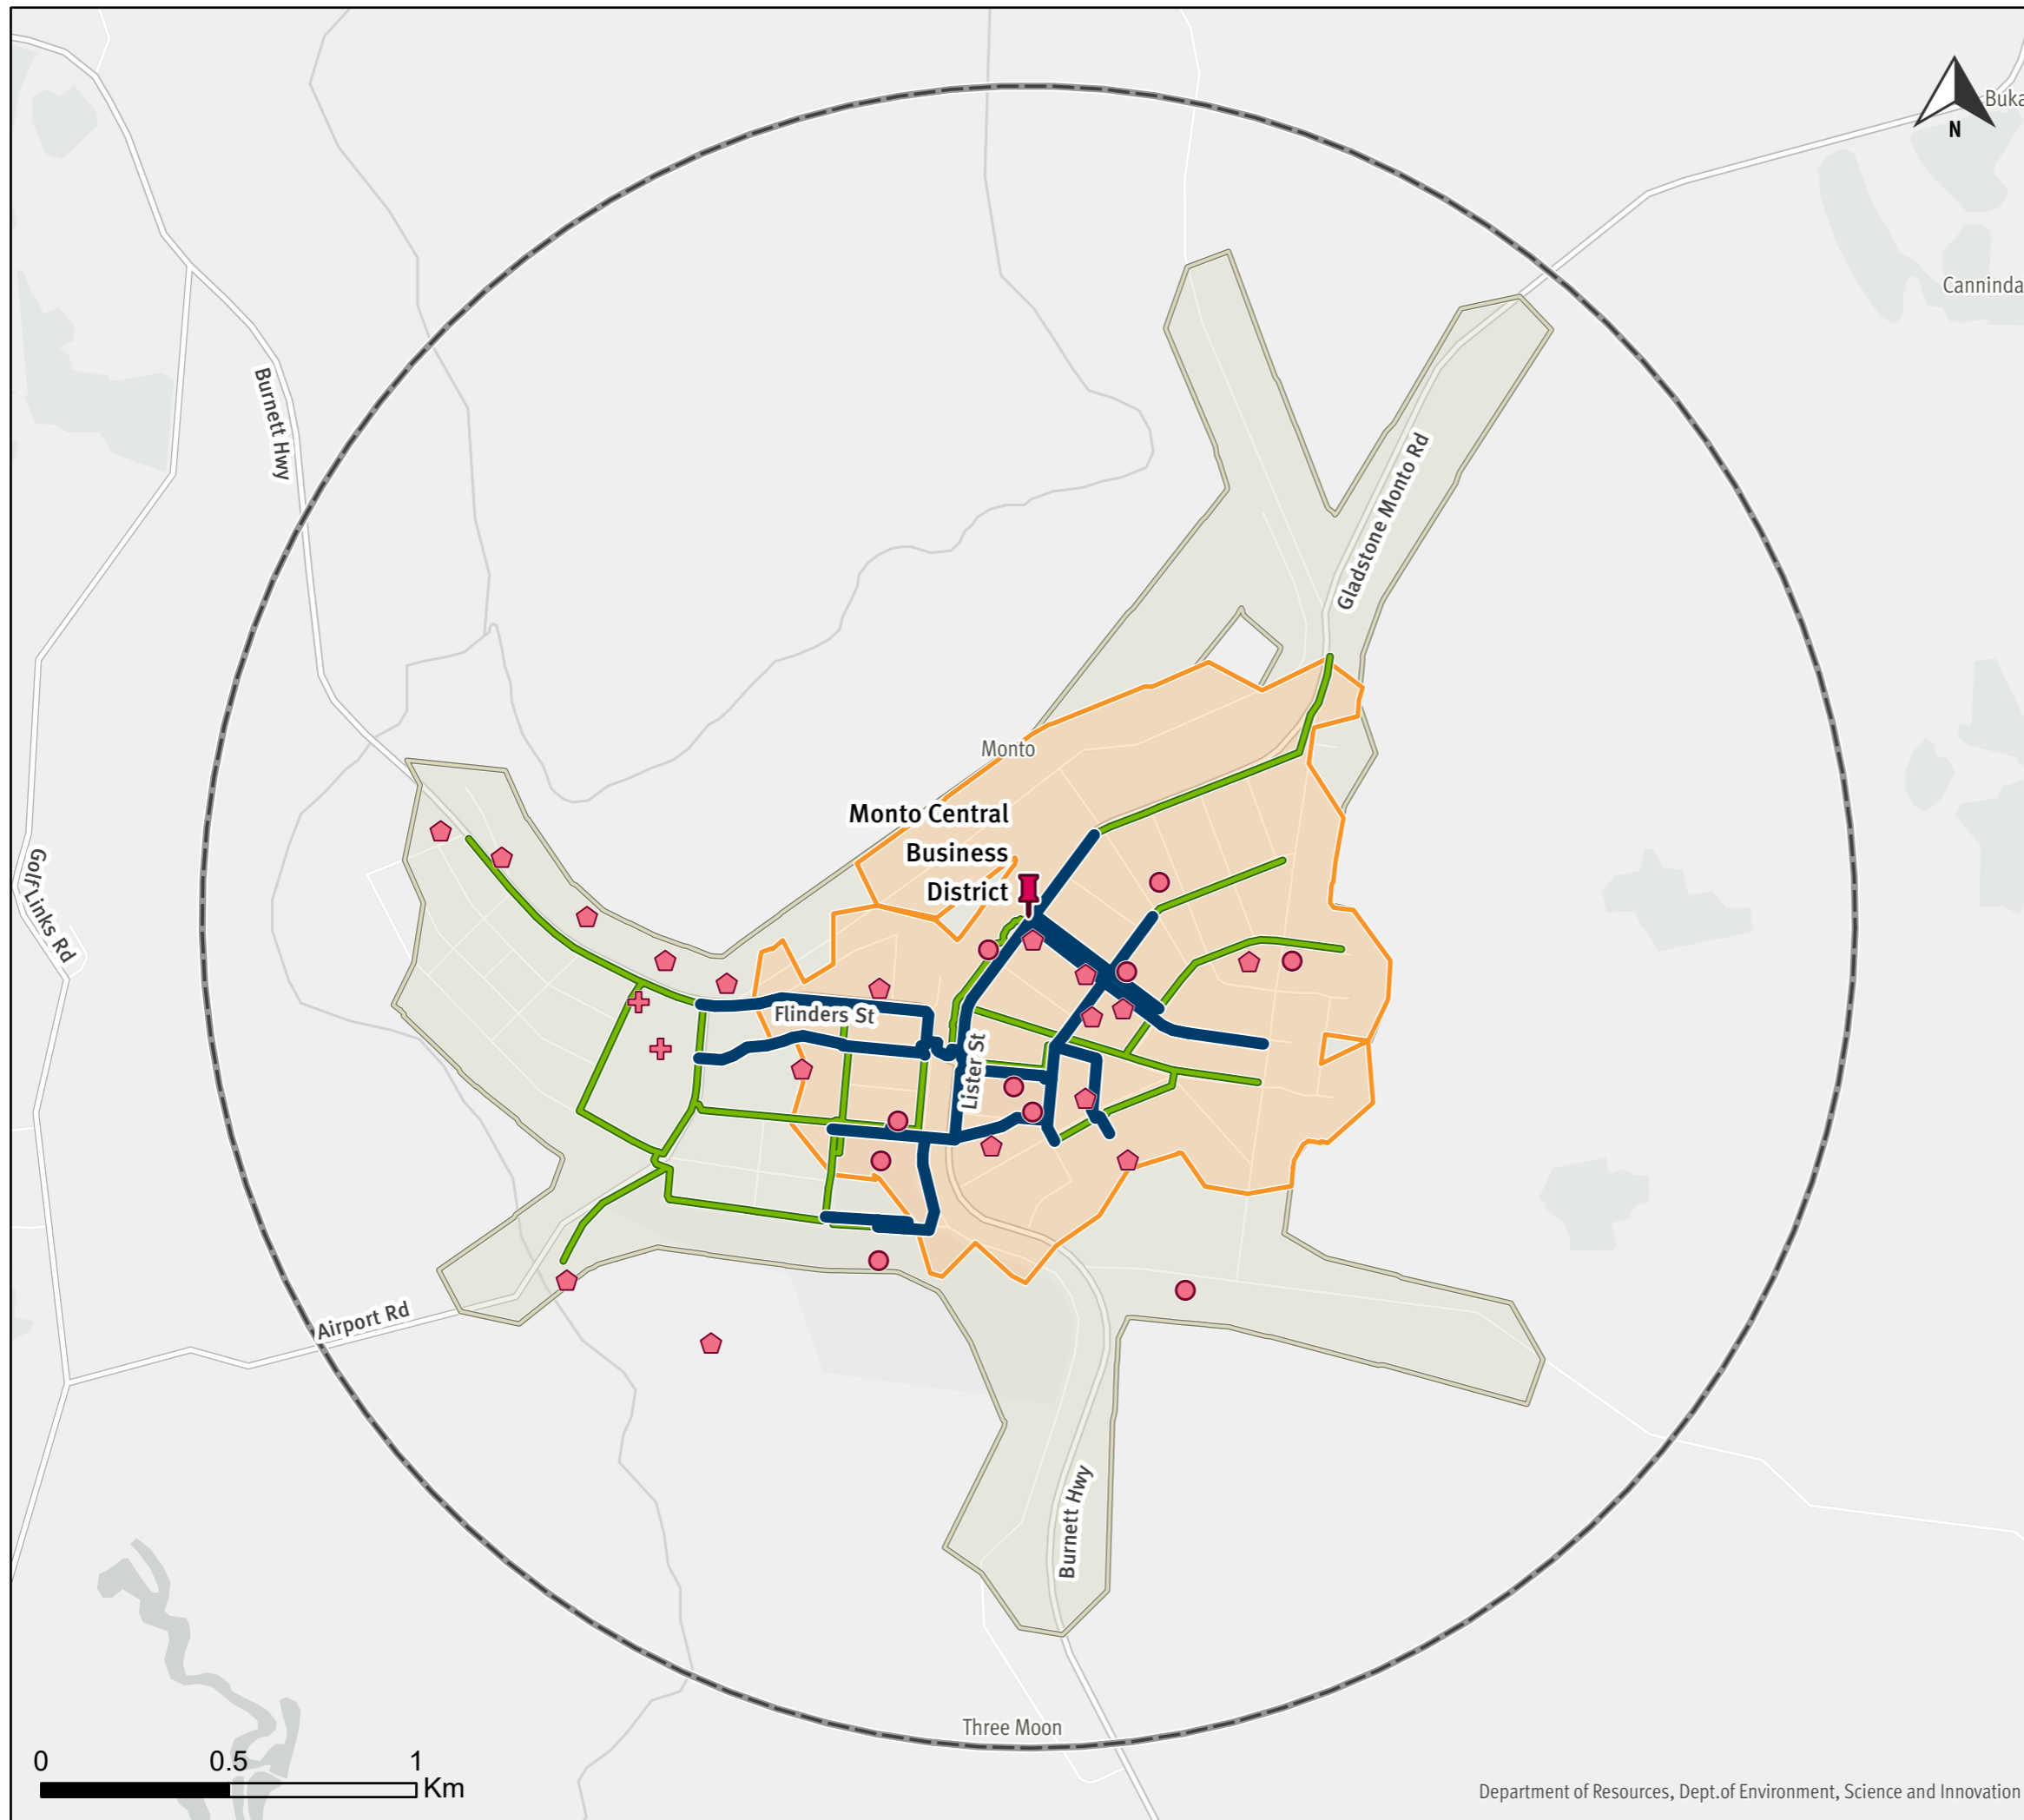 N
Buka
Canninda
Burnett Hwy
Gladstone Monto Rd
Monto
Monto Central
Business
District
Golf Links Rd
Flinders St
Lister St
Airport Rd
Burnett Hwy
Three Moon
0 0.5 1
Km
Department of Resources, Dept.of Environment, Science and Innovation